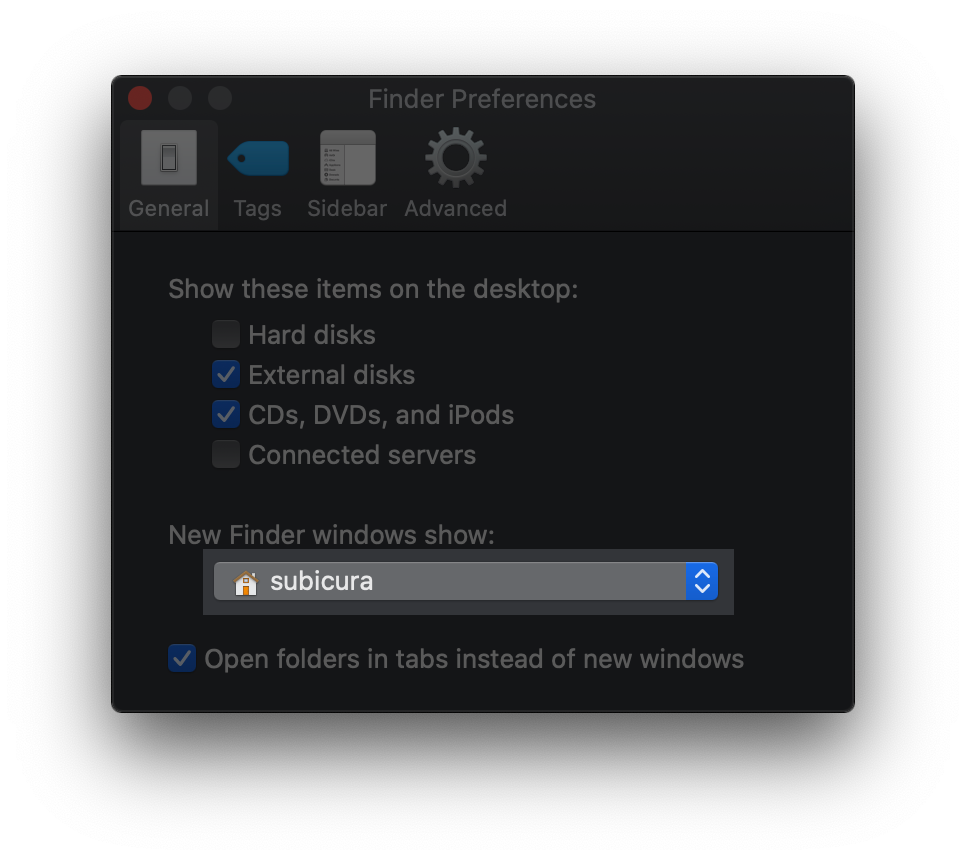 Finder Preferences
General Tags Sidebar Advanced
Show these items on the desktop:
Hard disks
External disks
CDs, DVDs, and iPods
Connected servers
New Finder windows show:
subicura
Open folders in tabs instead of new windows